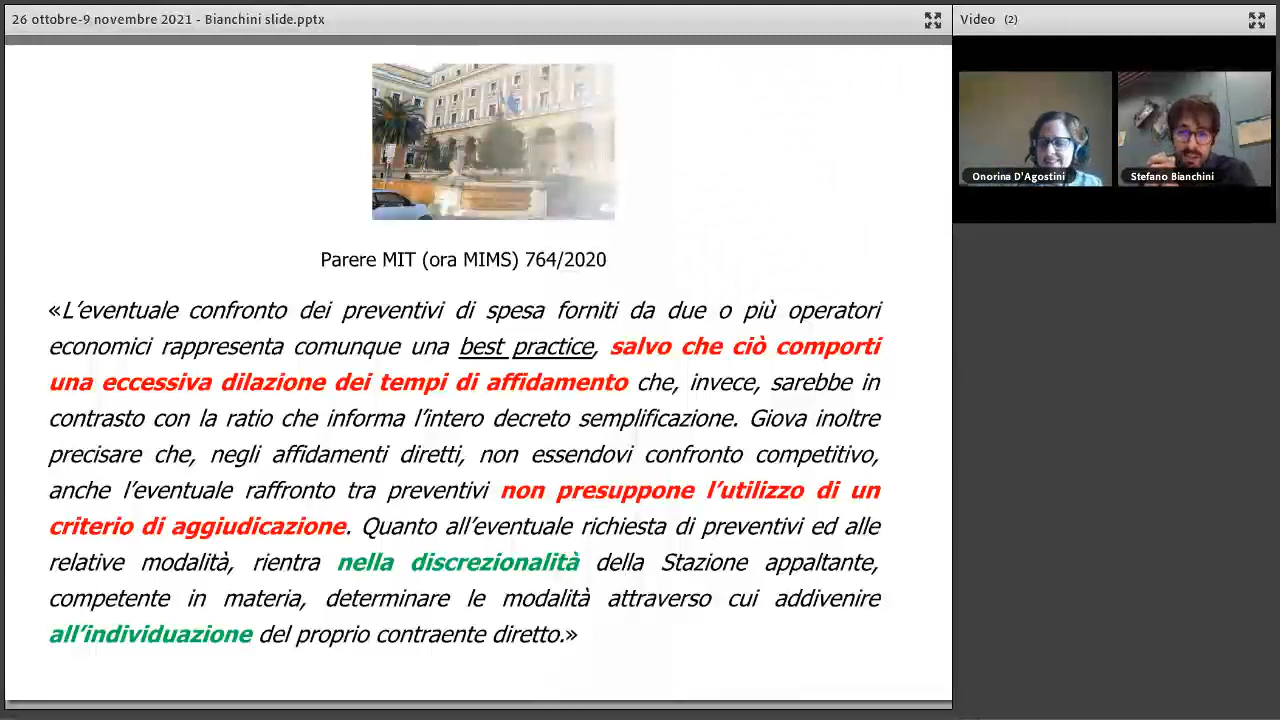 26 ottobre-9 novembre 2021 - Bianchini slide.pptx
Video (2)
Onorina D'Agostini
Stefano Bianchini
Parere MIT (ora MIMS) 764/2020
«L'eventuale confronto dei preventivi di spesa forniti da due o più operatori
economici rappresenta comunque una best practice, salvo che ciò comporti
una eccessiva dilazione dei tempi di affidamento che, invece, sarebbe in
contrasto con la ratio che informa l'intero decreto semplificazione. Giova inoltre
precisare che, negli affidamenti diretti, non essendovi confronto competitivo,
anche l'eventuale raffronto tra preventivi non presuppone l'utilizzo di un
criterio di aggiudicazione. Quanto all'eventuale richiesta di preventivi ed alle
relative modalità, rientra nella discrezionalità della Stazione appaltante,
competente in materia, determinare le modalità attraverso cui addivenire
all'individuazione del proprio contraente diretto.»